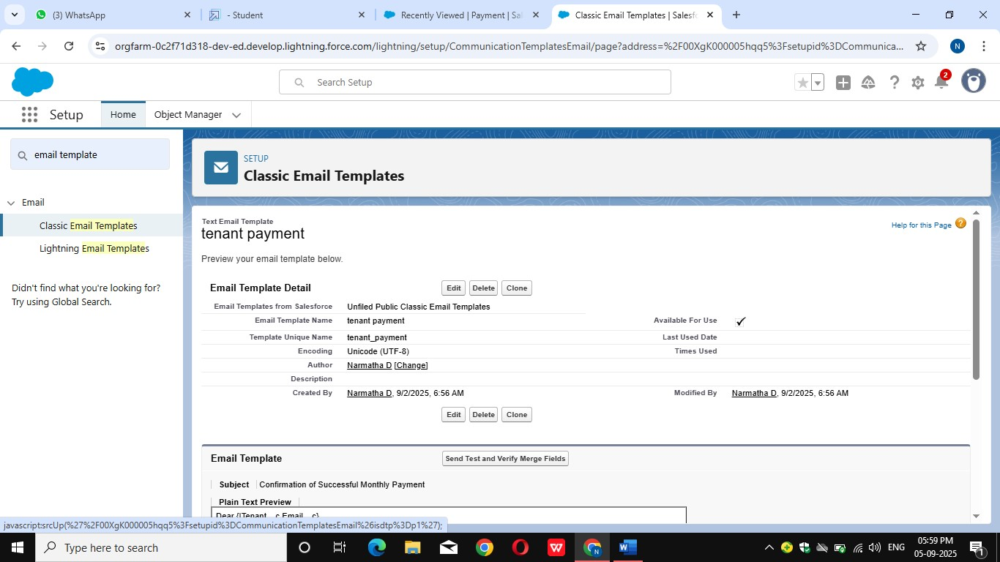 (3) WhatsApp
- Student
Recently Viewed | Payment | Sal
Classic Email Templates | Salesfo
orgfarm-0c2f71d318-dev-ed.develop.lightning.force.com/lightning/setup/CommunicationTemplatesEmail/page?address=%2F00XgK000005hqq5%3Fsetupid%3DCommunica...
N
Search Setup
2
Setup
Home
Object Manager
email template
SETUP
Classic Email Templates
Email
Classic Email Templates
Lightning Email Templates
Didn't find what you're looking for?
Try using Global Search.
Text Email Template
tenant payment
Help for this Page
Preview your email template below.
Email Template Detail
Edit Delete Clone
Email Templates from Salesforce Unfiled Public Classic Email Templates
Email Template Name tenant payment Available For Use
Template Unique Name tenant_payment Last Used Date
Encoding Unicode (UTF-8) Times Used
Author Narmatha D [Change]
Description
Created By Narmatha D, 9/2/2025, 6:56 AM Modified By Narmatha D, 9/2/2025, 6:56 AM
Edit Delete Clone
Email Template Send Test and Verify Merge Fields
Subject Confirmation of Successful Monthly Payment
Plain Text Preview
Dear {!Tenant__c.Email__c}
javascript:srcUp(%27%2F00XgK000005hqq5%3Fsetupid%3DCommunicationTemplatesEmail%26isdtp%3Dp1%27);
Type here to search
ENG
05:59 PM
05-09-2025
1